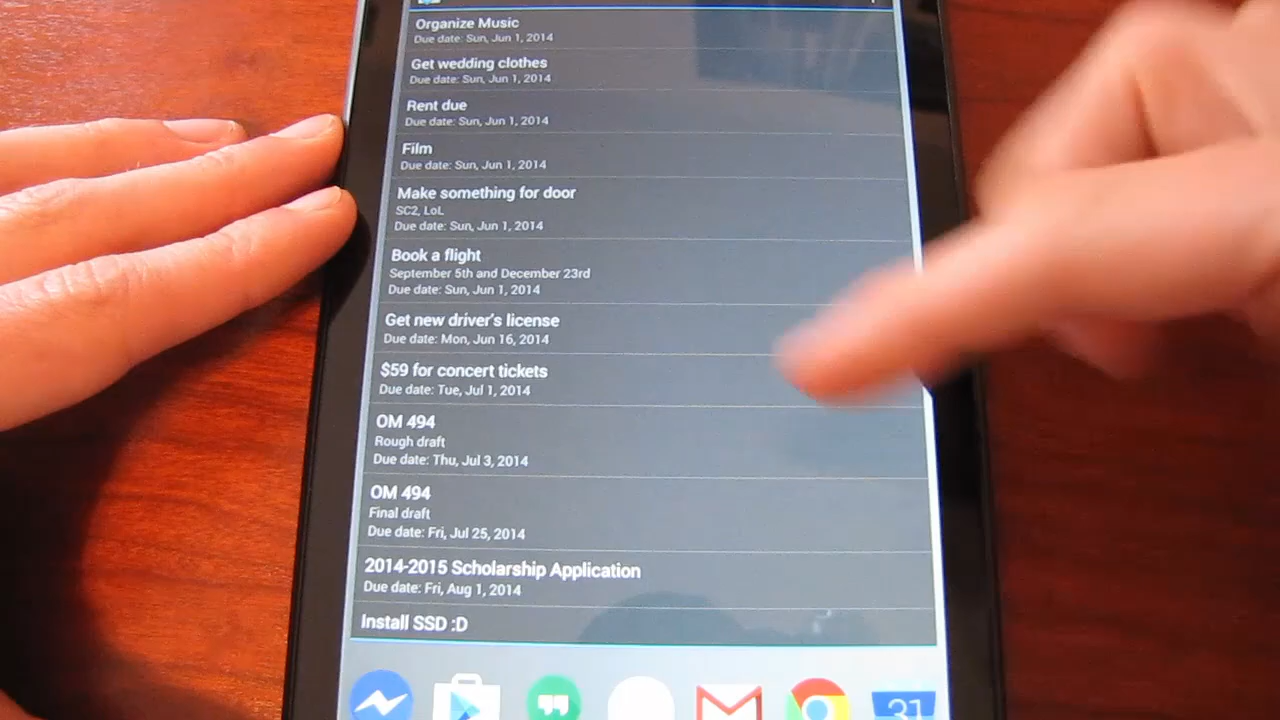 Organize Music
Due date: Sun, Jun 1, 2014
Get wedding clothes
Due date: Sun, Jun 1, 2014
Rent due
Due date: Sun, Jun 1, 2014
Film
Due date: Sun, Jun 1, 2014
Make something for door
SC2, LoL
Due date: Sun, Jun 1, 2014
Book a flight
September 5th and December 23rd
Due date: Sun, Jun 1, 2014
Get new driver's license
Due date: Mon, Jun 16, 2014
$59 for concert tickets
Due date: Tue, Jul 1, 2014
OM 494
Rough draft
Due date: Thu, Jul 3, 2014
OM 494
Final draft
Due date: Fri, Jul 25, 2014
2014-2015 Scholarship Application
Due date: Fri, Aug 1, 2014
Install SSD :D
31